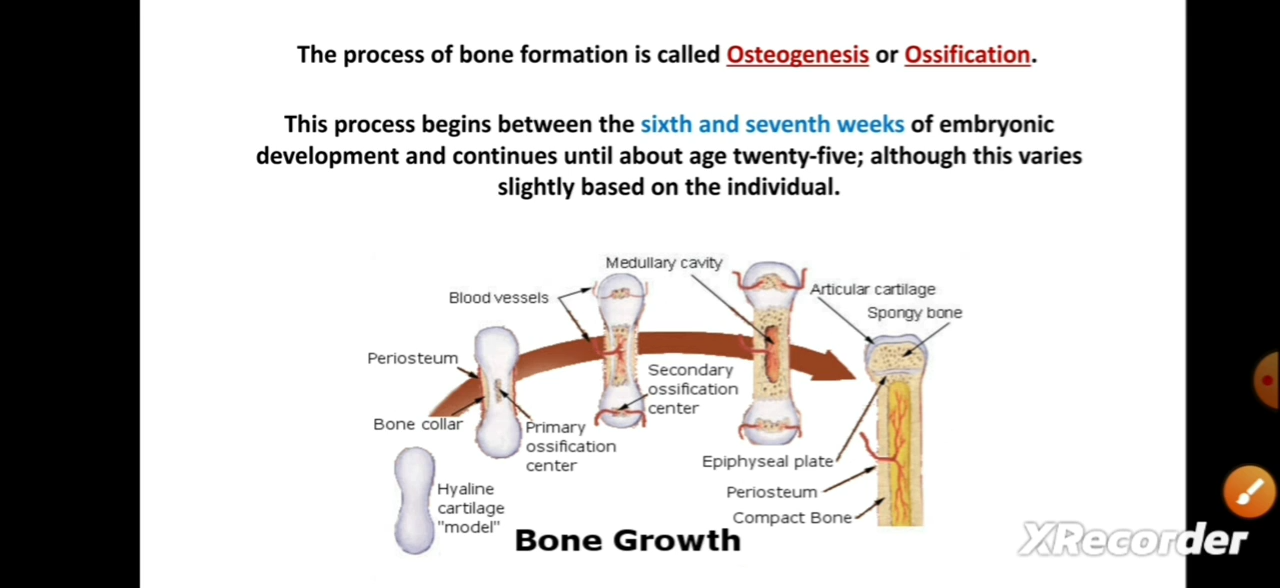 The process of bone formation is called Osteogenesis or Ossification.
This process begins between the sixth and seventh weeks of embryonic
development and continues until about age twenty-five; although this varies
slightly based on the individual.
Medullary cavity
Blood vessels
Articular cartilage
Spongy bone
Periosteum
Secondary
ossification
center
Bone collar
Primary
ossification
center
Epiphyseal plate
Hyaline
cartilage
"model"
Periosteum
Compact Bone
Bone Growth
XRecorder